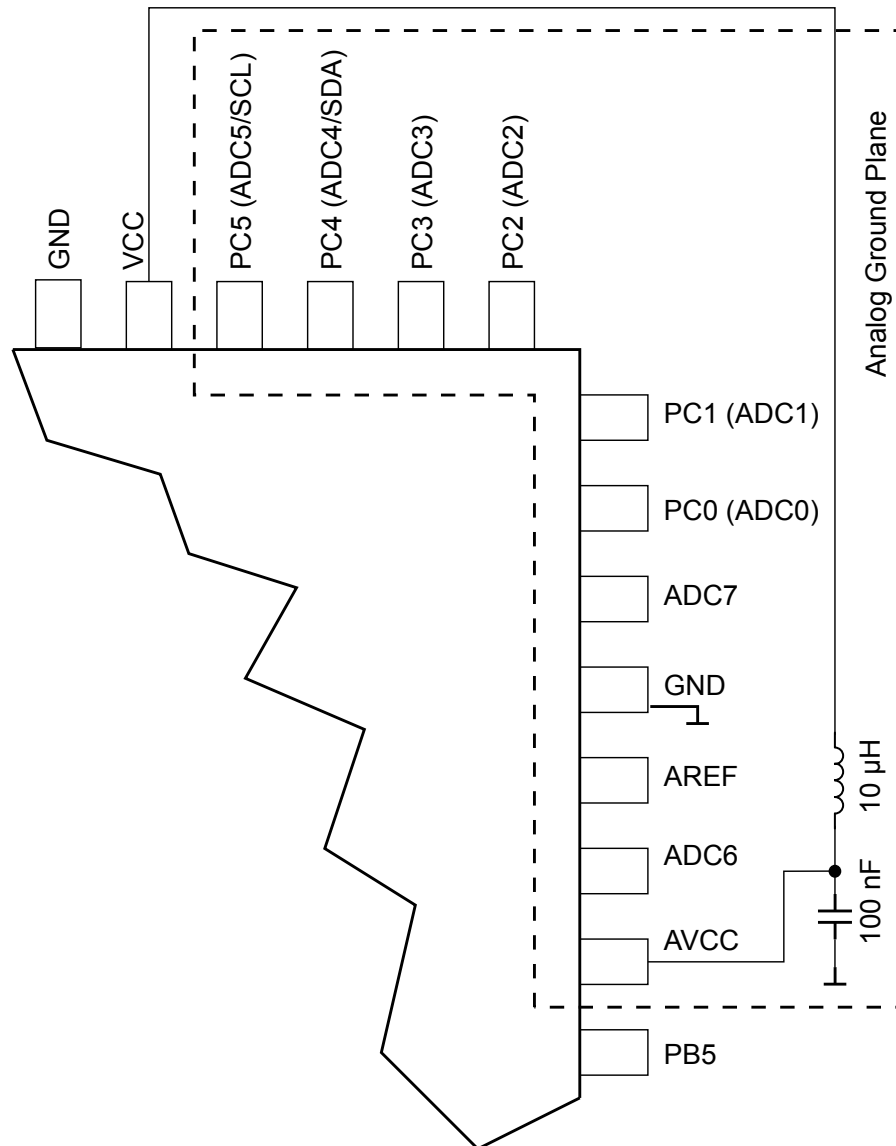 GND
VCC
PC5 (ADC5/SCL)
PC4 (ADC4/SDA)
PC3 (ADC3)
PC2 (ADC2)
Analog Ground Plane
PC1 (ADC1)
PC0 (ADC0)
ADC7
GND
AREF
10 µH
ADC6
100 nF
AVCC
PB5